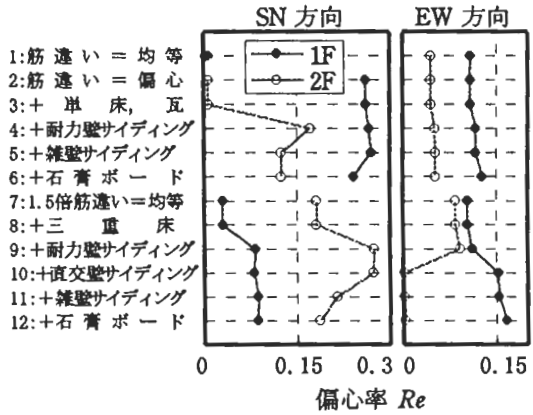 SN 方向
EW 方向
1F
2F
1:筋違い=均等
2:筋違い=偏心
3:+単床,瓦
4:+耐力壁サイディング
5:+雑壁サイディング
6:+石膏ボード
7:1.5倍筋違い=均等
8:+三重床
9:+耐力壁サイディング
10:+直交壁サイディング
11:+雑壁サイディング
12:+石膏ボード
0 0.15 0.3 0 0.15
偏心率 Re